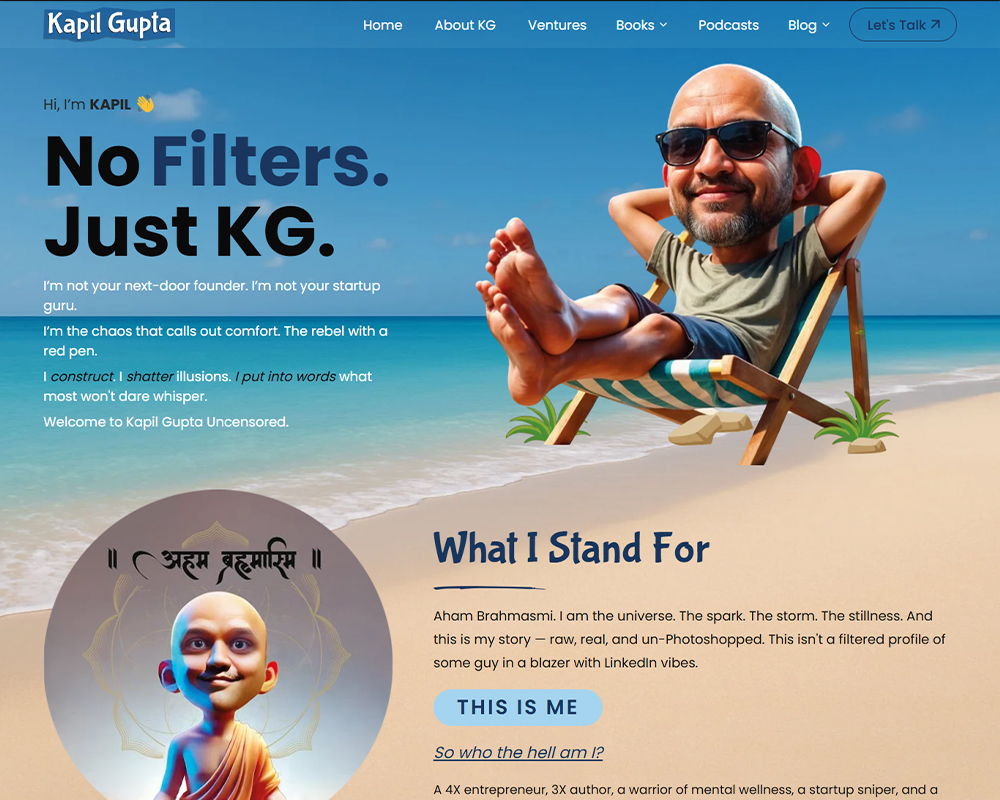 Kapil Gupta
Home About KG Ventures Books Podcasts Blog Let's Talk
Hi, I'm KAPIL 👋
No Filters.
Just KG.
I'm not your next-door founder. I'm not your startup
guru.
I'm the chaos that calls out comfort. The rebel with a
red pen.
I construct. I shatter illusions. I put into words what
most won't dare whisper.
Welcome to Kapil Gupta Uncensored.
॥ अहम ब्रह्मास्मि ॥
What I Stand For
Aham Brahmasmi. I am the universe. The spark. The storm. The stillness. And
this is my story — raw, real, and un-Photoshopped. This isn't a filtered profile of
some guy in a blazer with LinkedIn vibes.
THIS IS ME
So who the hell am I?
A 4X entrepreneur, 3X author, a warrior of mental wellness, a startup sniper, and a